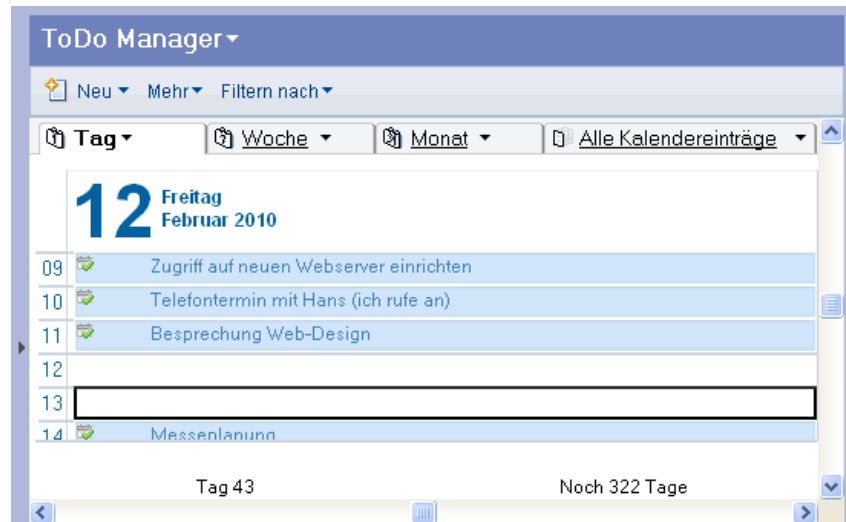 ToDo Manager
Neu Mehr Filtern nach
Tag Woche Monat Alle Kalendereinträge
12 Freitag
Februar 2010
09 Zugriff auf neuen Webserver einrichten
10 Telefontermin mit Hans (ich rufe an)
11 Besprechung Web-Design
12
13
14 Messenplanung
Tag 43 Noch 322 Tage